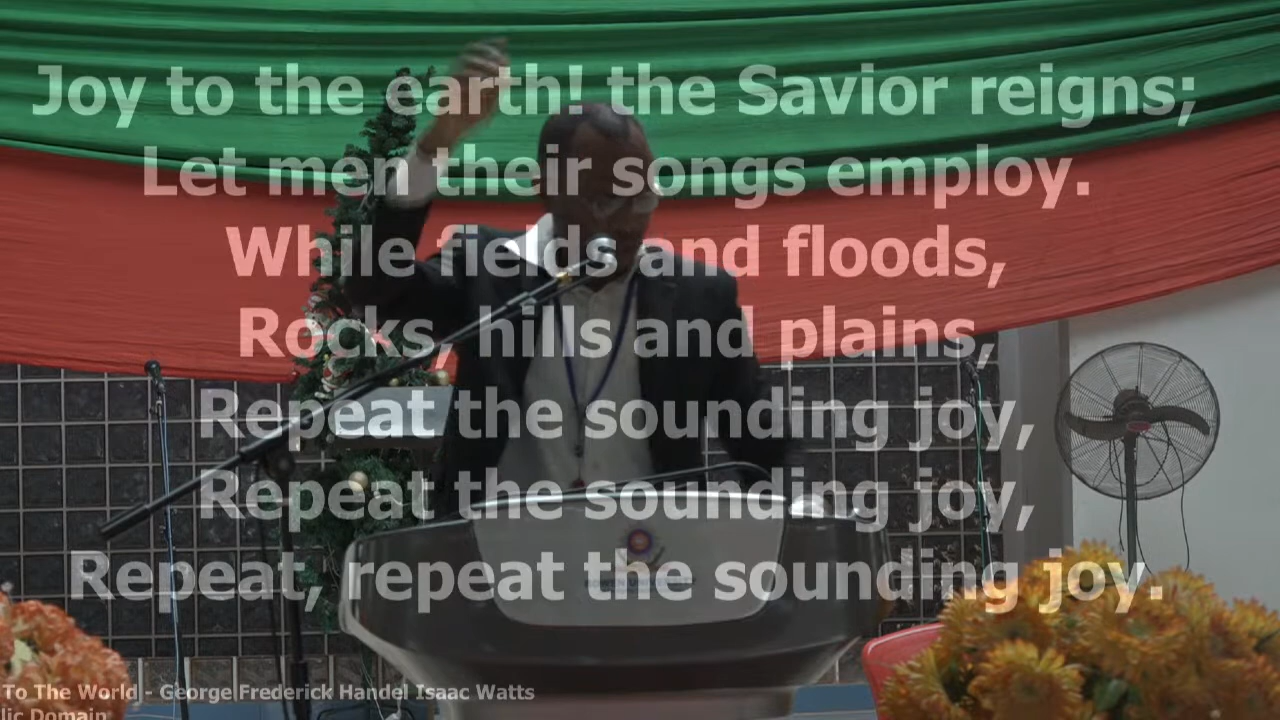 Joy to the earth! the Savior reigns;
Let men their songs employ.
While fields and floods,
Rocks, hills and plains,
Repeat the sounding joy,
Repeat the sounding joy,
Repeat, repeat the sounding joy.
To The World - George Frederick Handel Isaac Watts
lic Domain